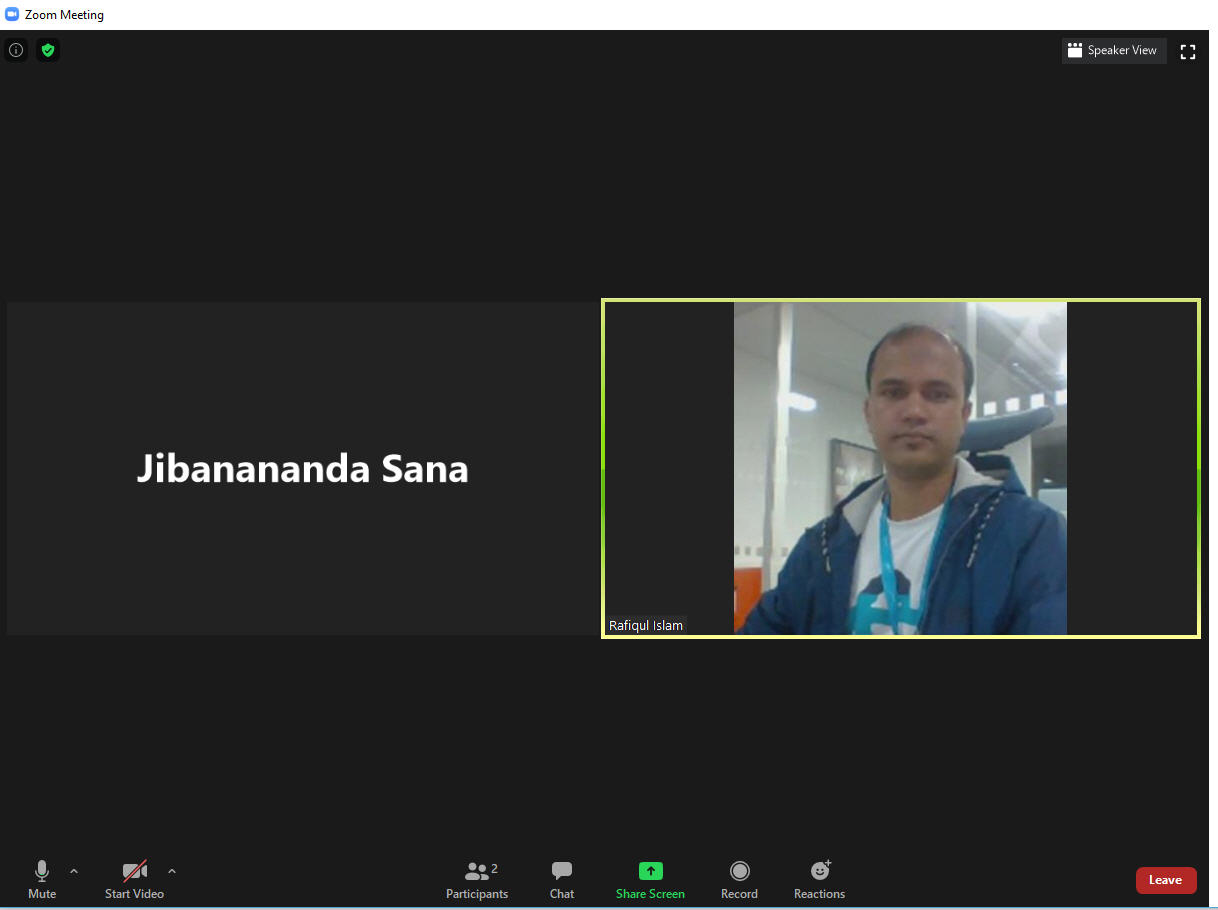 Zoom Meeting
Speaker View
Jibanananda Sana
Rafiqul Islam
2
Mute
Start Video
Participants
Chat
Share Screen
Record
Reactions
Leave